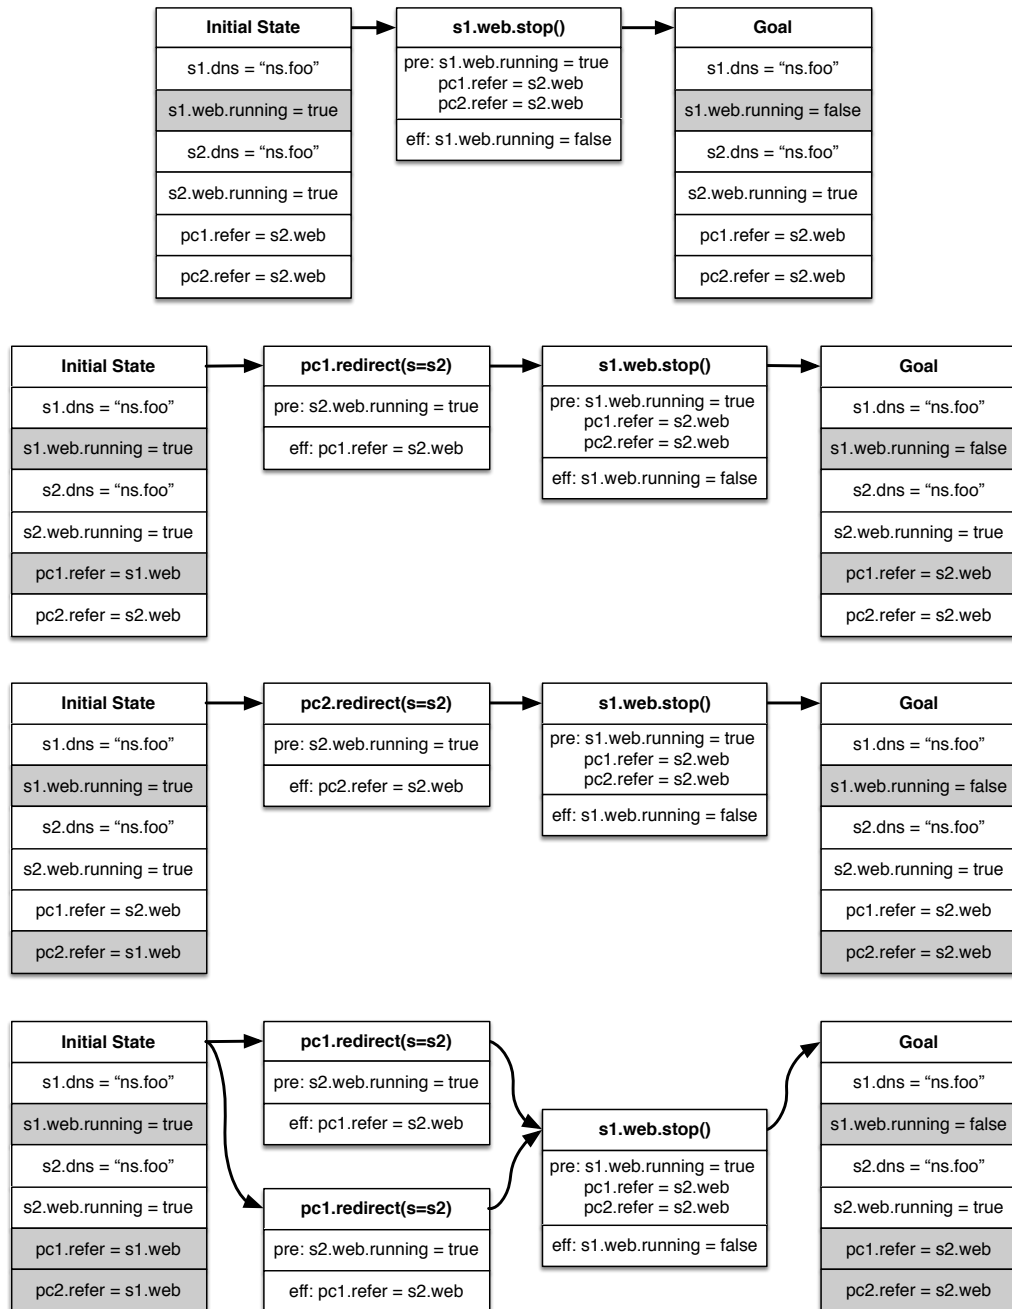 Initial State
s1.dns = “ns.foo”
s1.web.running = true
s2.dns = “ns.foo”
s2.web.running = true
pc1.refer = s2.web
pc2.refer = s2.web
s1.web.stop()
pre: s1.web.running = true
pc1.refer = s2.web
pc2.refer = s2.web
eff: s1.web.running = false
Goal
s1.dns = “ns.foo”
s1.web.running = false
s2.dns = “ns.foo”
s2.web.running = true
pc1.refer = s2.web
pc2.refer = s2.web
Initial State
s1.dns = “ns.foo”
s1.web.running = true
s2.dns = “ns.foo”
s2.web.running = true
pc1.refer = s1.web
pc2.refer = s2.web
pc1.redirect(s=s2)
pre: s2.web.running = true
eff: pc1.refer = s2.web
s1.web.stop()
pre: s1.web.running = true
pc1.refer = s2.web
pc2.refer = s2.web
eff: s1.web.running = false
Goal
s1.dns = “ns.foo”
s1.web.running = false
s2.dns = “ns.foo”
s2.web.running = true
pc1.refer = s2.web
pc2.refer = s2.web
Initial State
s1.dns = “ns.foo”
s1.web.running = true
s2.dns = “ns.foo”
s2.web.running = true
pc1.refer = s2.web
pc2.refer = s1.web
pc2.redirect(s=s2)
pre: s2.web.running = true
eff: pc2.refer = s2.web
s1.web.stop()
pre: s1.web.running = true
pc1.refer = s2.web
pc2.refer = s2.web
eff: s1.web.running = false
Goal
s1.dns = “ns.foo”
s1.web.running = false
s2.dns = “ns.foo”
s2.web.running = true
pc1.refer = s2.web
pc2.refer = s2.web
Initial State
s1.dns = “ns.foo”
s1.web.running = true
s2.dns = “ns.foo”
s2.web.running = true
pc1.refer = s1.web
pc2.refer = s1.web
pc1.redirect(s=s2)
pre: s2.web.running = true
eff: pc1.refer = s2.web
pc1.redirect(s=s2)
pre: s2.web.running = true
eff: pc1.refer = s2.web
s1.web.stop()
pre: s1.web.running = true
pc1.refer = s2.web
pc2.refer = s2.web
eff: s1.web.running = false
Goal
s1.dns = “ns.foo”
s1.web.running = false
s2.dns = “ns.foo”
s2.web.running = true
pc1.refer = s2.web
pc2.refer = s2.web